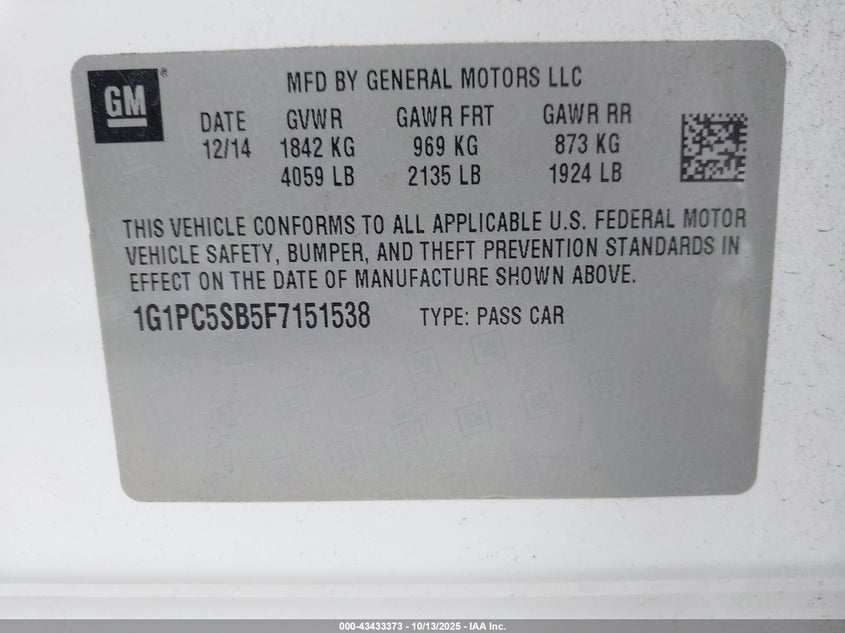 GM®
MFD BY GENERAL MOTORS LLC
DATE GVWR GAWR FRT GAWR RR
12/14 1842 KG 969 KG 873 KG
4059 LB 2135 LB 1924 LB
THIS VEHICLE CONFORMS TO ALL APPLICABLE U.S. FEDERAL MOTOR
VEHICLE SAFETY, BUMPER, AND THEFT PREVENTION STANDARDS IN
EFFECT ON THE DATE OF MANUFACTURE SHOWN ABOVE.
1G1PC5SB5F7151538 TYPE: PASS CAR
000-43433373 | 10/13/2025 - IAA Inc.